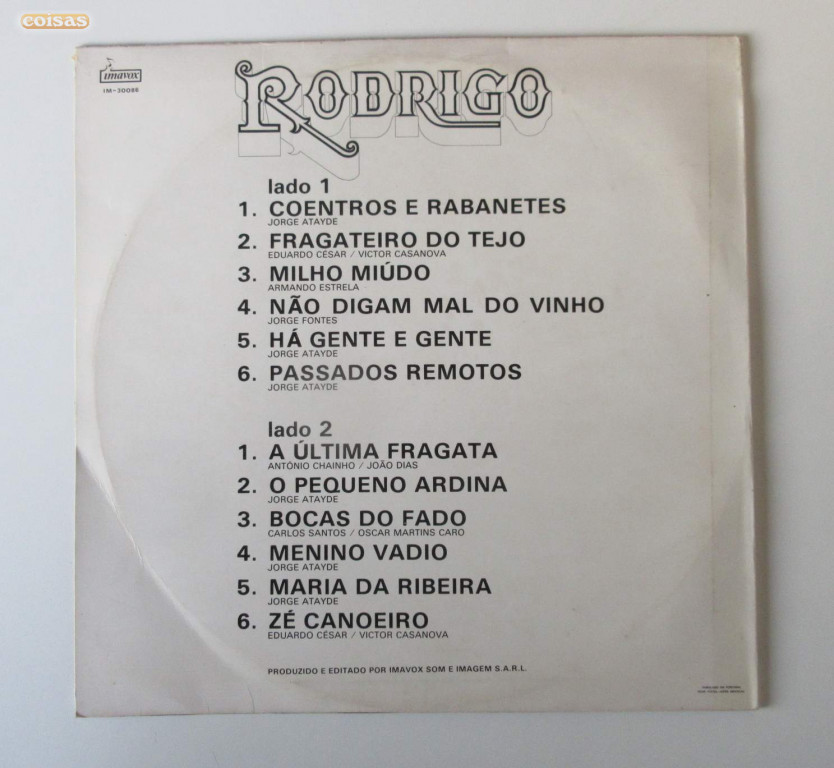 coisas
imavox
IM-30086
RODRIGO
lado 1
1. COENTROS E RABANETES
JORGE ATAYDE
2. FRAGATEIRO DO TEJO
EDUARDO CÉSAR / VICTOR CASANOVA
3. MILHO MIÚDO
ARMANDO ESTRELA
4. NÃO DIGAM MAL DO VINHO
JORGE FONTES
5. HÁ GENTE E GENTE
JORGE ATAYDE
6. PASSADOS REMOTOS
JORGE ATAYDE
lado 2
1. A ÚLTIMA FRAGATA
ANTÓNIO CHAINHO / JOÃO DIAS
2. O PEQUENO ARDINA
JORGE ATAYDE
3. BOCAS DO FADO
CARLOS SANTOS / OSCAR MARTINS CARO
4. MENINO VADIO
JORGE ATAYDE
5. MARIA DA RIBEIRA
JORGE ATAYDE
6. ZÉ CANOEIRO
EDUARDO CÉSAR / VICTOR CASANOVA
PRODUZIDO E EDITADO POR IMAVOX SOM E IMAGEM S.A.R.L.